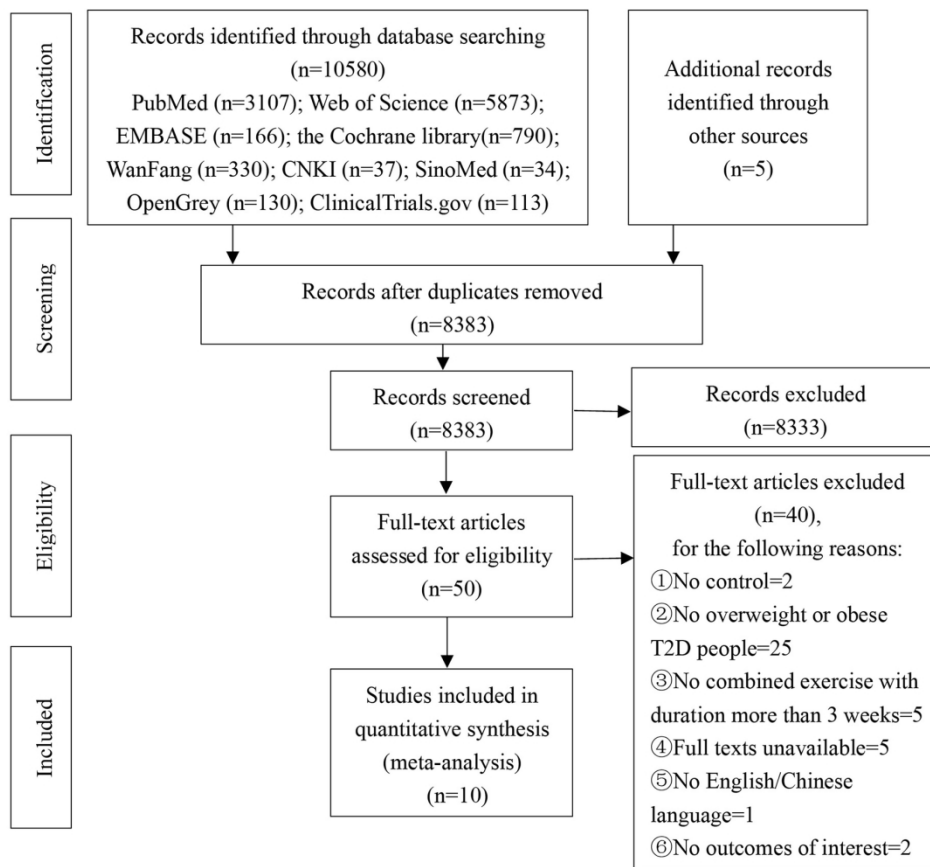 Identification
Records identified through database searching
(n=10580)
PubMed (n=3107); Web of Science (n=5873);
EMBASE (n=166); the Cochrane library(n=790);
WanFang (n=330); CNKI (n=37); SinoMed (n=34);
OpenGrey (n=130); ClinicalTrials.gov (n=113)
Additional records
identified through
other sources
(n=5)
Screening
Records after duplicates removed
(n=8383)
Records screened
(n=8383)
Records excluded
(n=8333)
Eligibility
Full-text articles
assessed for eligibility
(n=50)
Full-text articles excluded
(n=40),
for the following reasons:
①No control=2
②No overweight or obese
T2D people=25
③No combined exercise with
duration more than 3 weeks=5
④Full texts unavailable=5
⑤No English/Chinese
language=1
⑥No outcomes of interest=2
Included
Studies included in
quantitative synthesis
(meta-analysis)
(n=10)